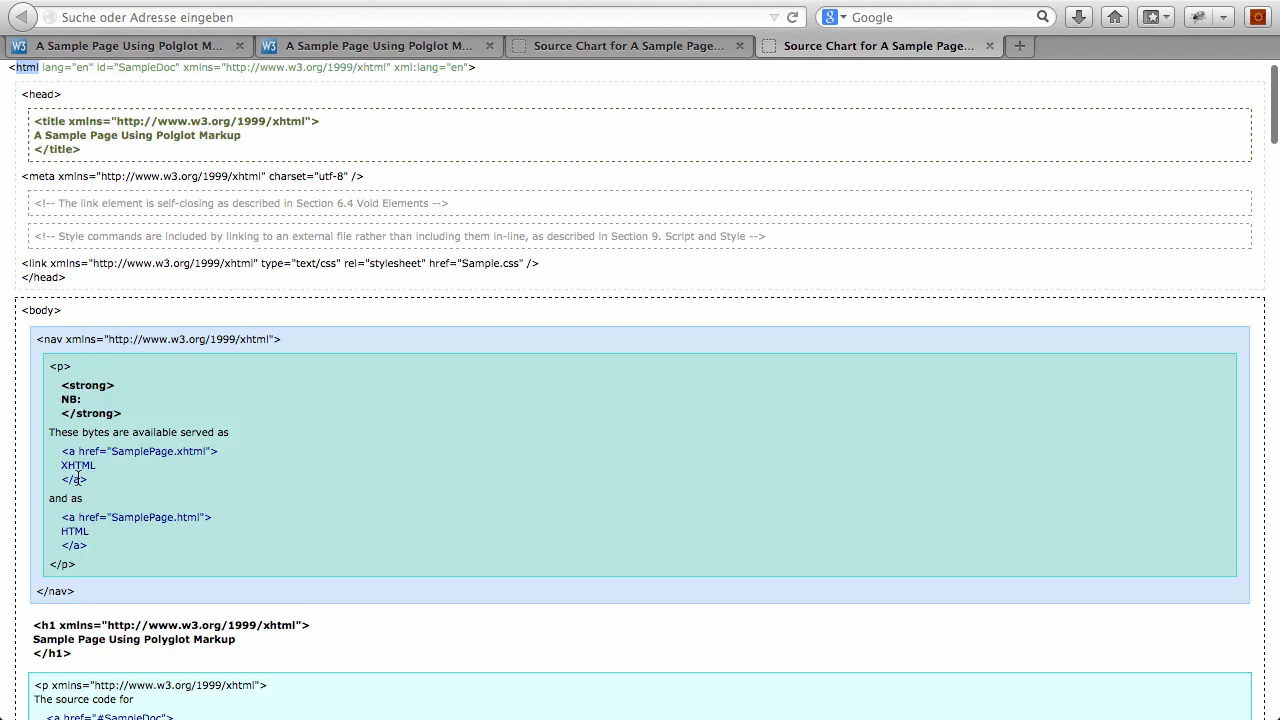 Suche oder Adresse eingeben
Google
A Sample Page Using Polglot M...
A Sample Page Using Polglot M...
Source Chart for A Sample Page...
Source Chart for A Sample Page...
<html lang="en" id="SampleDoc" xmlns="http://www.w3.org/1999/xhtml" xml:lang="en">
<head>
<title xmlns="http://www.w3.org/1999/xhtml">
A Sample Page Using Polglot Markup
</title>
<meta xmlns="http://www.w3.org/1999/xhtml" charset="utf-8" />
<!-- The link element is self-closing as described in Section 6.4 Void Elements -->
<!-- Style commands are included by linking to an external file rather than including them in-line, as described in Section 9. Script and Style -->
<link xmlns="http://www.w3.org/1999/xhtml" type="text/css" rel="stylesheet" href="Sample.css" />
</head>
<body>
<nav xmlns="http://www.w3.org/1999/xhtml">
<p>
<strong>
NB:
</strong>
These bytes are available served as
<a href="SamplePage.xhtml">
XHTML
</a>
and as
<a href="SamplePage.html">
HTML
</a>
</p>
</nav>
<h1 xmlns="http://www.w3.org/1999/xhtml">
Sample Page Using Polyglot Markup
</h1>
<p xmlns="http://www.w3.org/1999/xhtml">
The source code for
<a href="#SampleDoc">